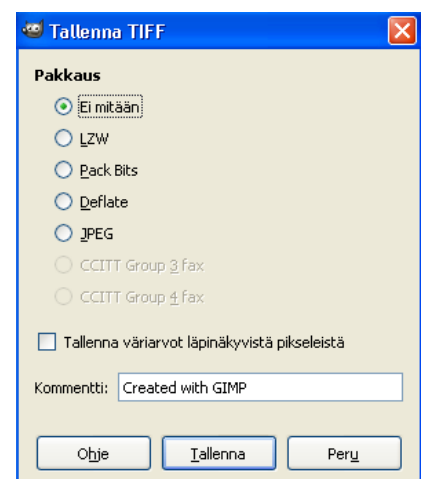 Tallenna TIFF
Pakkaus
Ei mitään
LZW
Pack Bits
Deflate
JPEG
CCITT Group 3 fax
CCITT Group 4 fax
Tallenna väriarvot läpinäkyvistä pikseleistä
Kommentti: Created with GIMP
Ohje Tallenna Peru